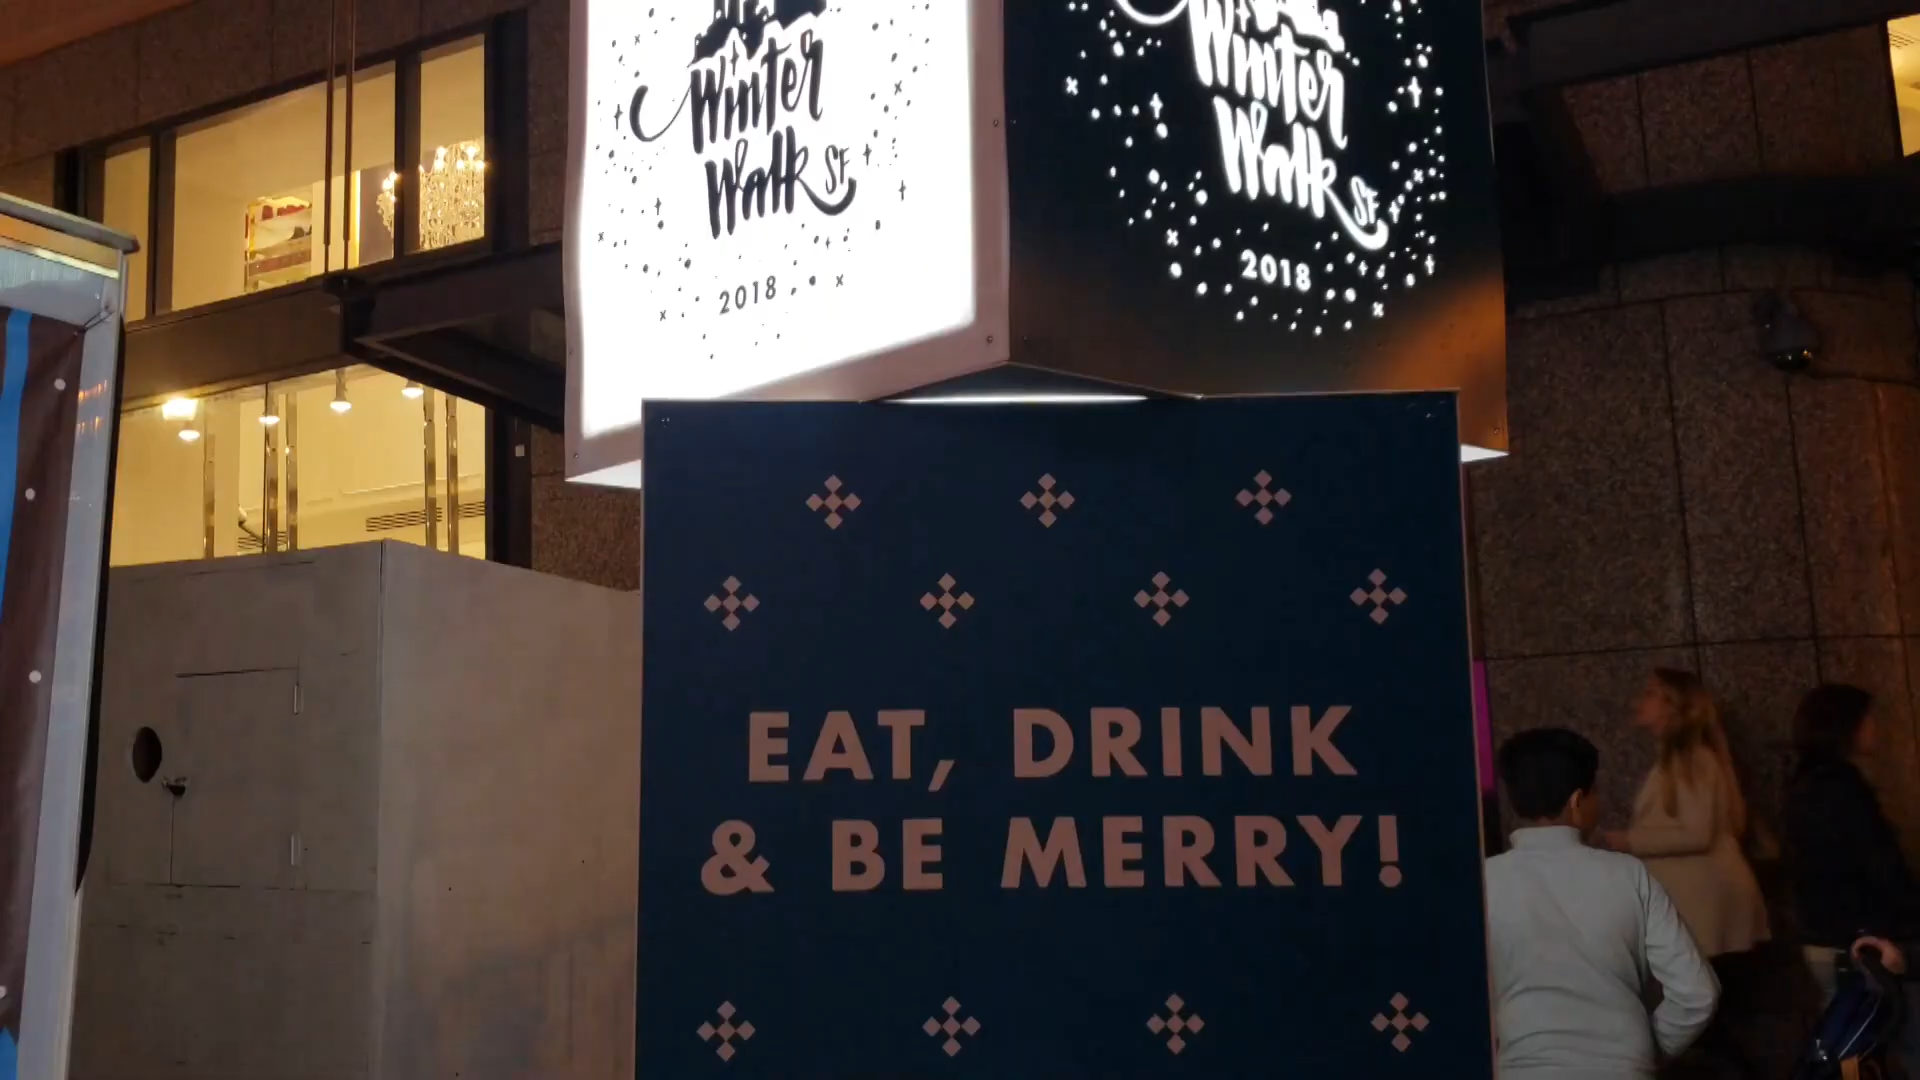 Winter
Walk SF
2018
Winter
Walk SF
2018
EAT, DRINK
& BE MERRY!